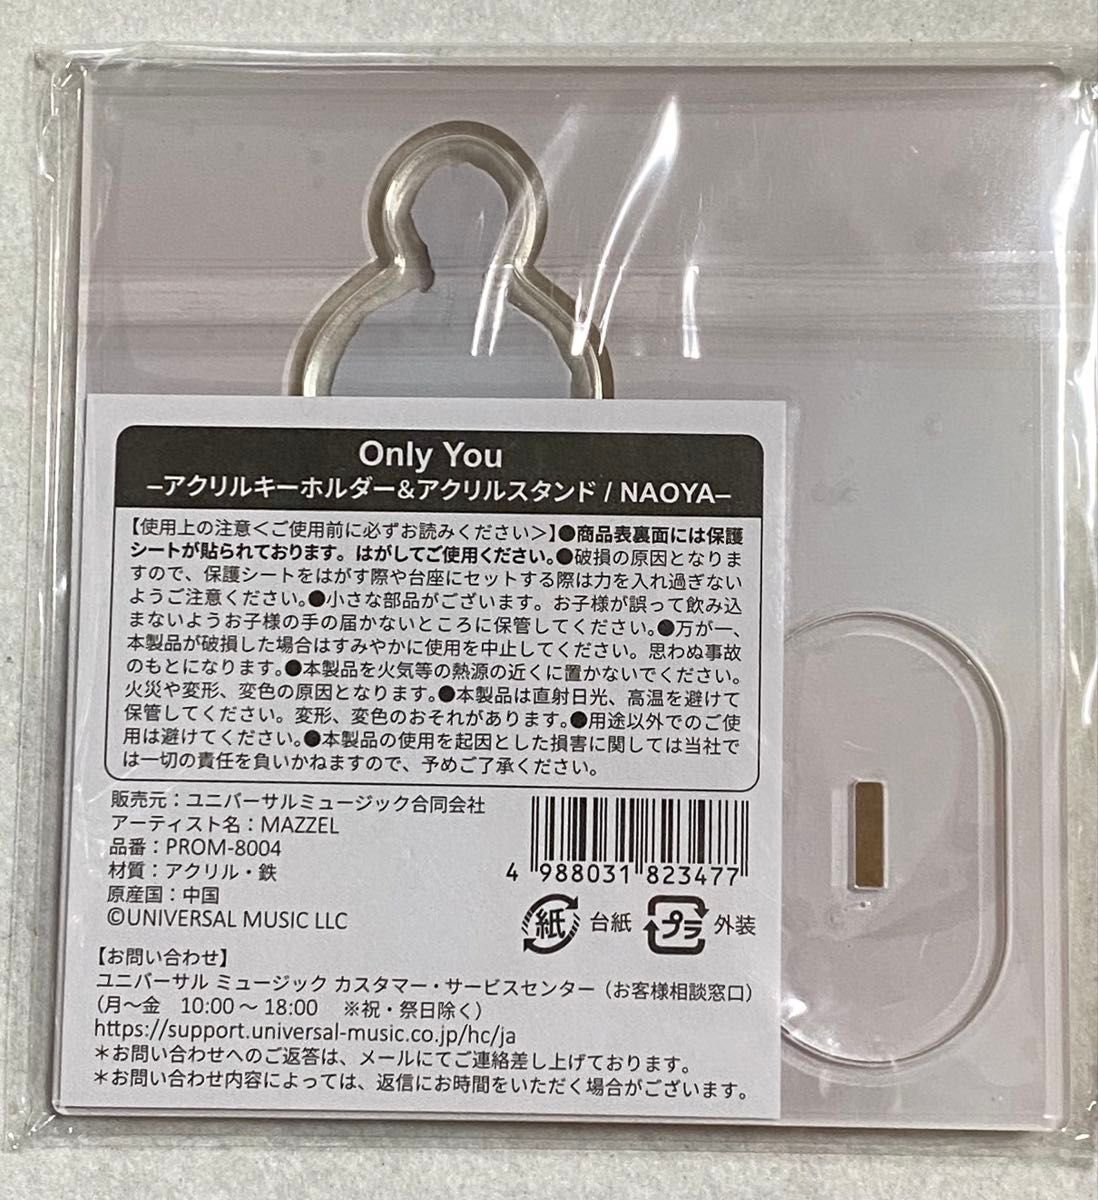 Only You
–アクリルキーホルダー&アクリルスタンド / NAOYA–
【使用上の注意＜ご使用前に必ずお読みください＞】●商品表裏面には保護
シートが貼られております。はがしてご使用ください。●破損の原因となりま
すので、保護シートをはがす際や台座にセットする際は力を入れ過ぎない
ようご注意ください。●小さな部品がございます。お子様が誤って飲み込
まないようお子様の手の届かないところに保管してください。●万が一、
本製品が破損した場合はすみやかに使用を中止してください。思わぬ事故
のもとになります。●本製品を火気等の熱源の近くに置かないでください。
火災や変形、変色の原因となります。●本製品は直射日光、高温を避けて
保管してください。変形、変色のおそれがあります。●用途以外でのご使
用は避けてください。●本製品の使用を起因とした損害に関しては当社で
は一切の責任を負いかねますので、予めご了承ください。
販売元：ユニバーサルミュージック合同会社
アーティスト名：MAZZEL
品番：PROM-8004
材質：アクリル・鉄
原産国：中国
©UNIVERSAL MUSIC LLC
4 988031 823477
紙 台紙 プラ 外装
【お問い合わせ】
ユニバーサル ミュージック カスタマー・サービスセンター（お客様相談窓口）
（月～金　10:00～18:00　※祝・祭日除く）
https://support.universal-music.co.jp/hc/ja
＊お問い合わせへのご返答は、メールにてご連絡差し上げております。
＊お問い合わせ内容によっては、返信にお時間をいただく場合がございます。